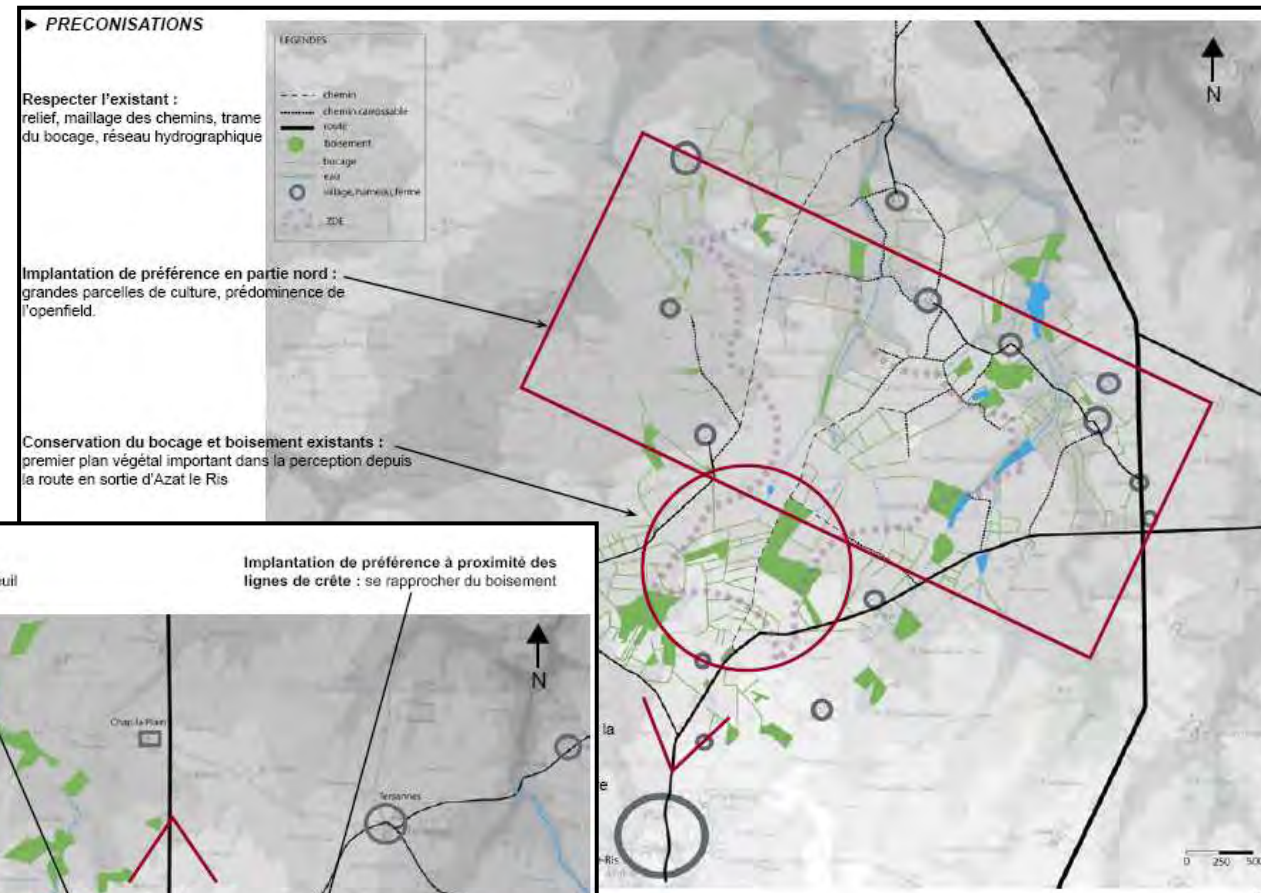 ► PRECONISATIONS
LEGENDES
chemin
chemin carrossable
route
boisement
bocage
eau
village, hameau, ferme
ZDE
N
Respecter l'existant :
relief, maillage des chemins, trame
du bocage, réseau hydrographique
Implantation de préférence en partie nord :
grandes parcelles de culture, prédominence de
l'openfield.
Conservation du bocage et boisement existants :
premier plan végétal important dans la perception depuis
la route en sortie d'Azat le Ris
la
e
-Ris
0 250 500
euil
Implantation de préférence à proximité des
lignes de crête : se rapprocher du boisement
N
Chap-la-Plain
Tersannes